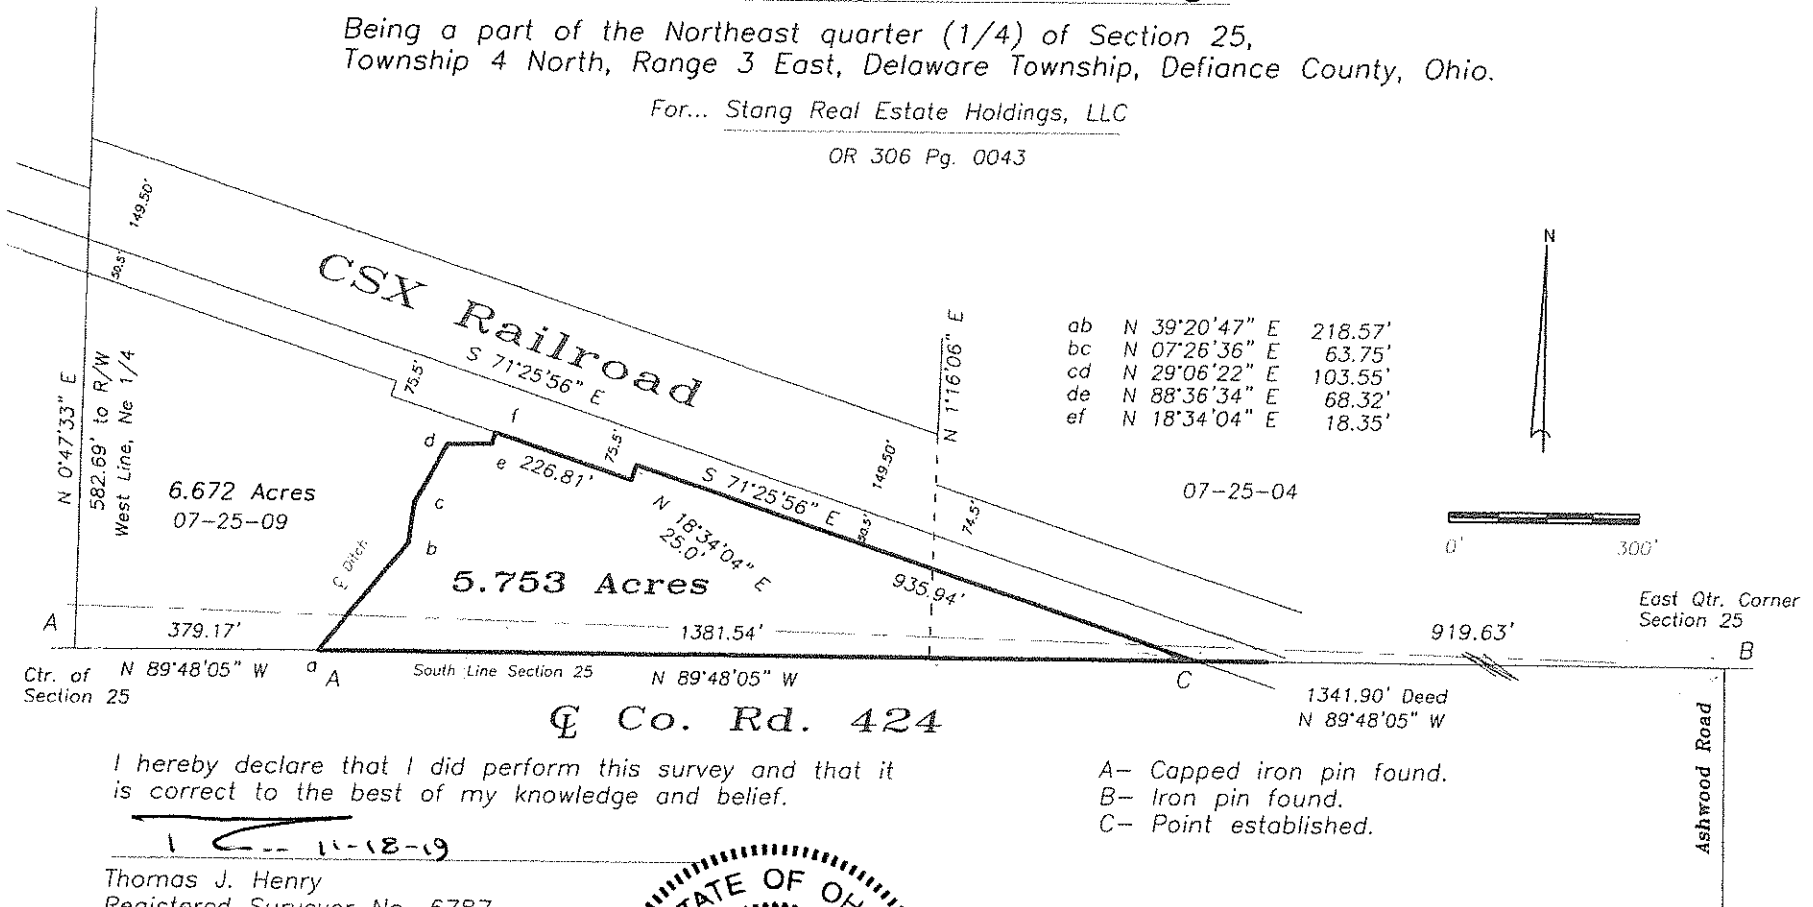 Being a part of the Northeast quarter (1/4) of Section 25,
Township 4 North, Range 3 East, Delaware Township, Defiance County, Ohio.
For... Stang Real Estate Holdings, LLC
OR 306 Pg. 0043
149.50'
50.5'
CSX Railroad
S 71°25'56" E
75.5'
N 0°47'33" E
582.69' to R/W
West Line, Ne 1/4
N 1°16'06" E
ab N 39°20'47" E 218.57'
bc N 07°26'36" E 63.75'
cd N 29°06'22" E 103.55'
de N 88°36'34" E 68.32'
ef N 18°34'04" E 18.35'
N
f
d
e 226.81'
75.5'
S 71°25'56" E
149.50'
50.5'
74.5'
07-25-04
0' 300'
6.672 Acres
07-25-09
c
b
N 18°34'04" E
25.0'
℄ Ditch
5.753 Acres
935.94'
East Qtr. Corner
Section 25
A
379.17'
1381.54'
919.63'
B
Ctr. of
Section 25
N 89°48'05" W
a
A
South Line Section 25
N 89°48'05" W
C
1341.90' Deed
N 89°48'05" W
℄ Co. Rd. 424
Ashwood Road
I hereby declare that I did perform this survey and that it
is correct to the best of my knowledge and belief.
A- Capped iron pin found.
B- Iron pin found.
C- Point established.
11-18-19
Thomas J. Henry
Registered Surveyor No. 6787
STATE OF OH